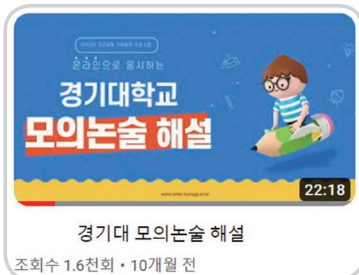 온라인으로 응시하는
경기대학교
모의논술 해설
22:18
경기대 모의논술 해설
조회수 1.6천회 • 10개월 전